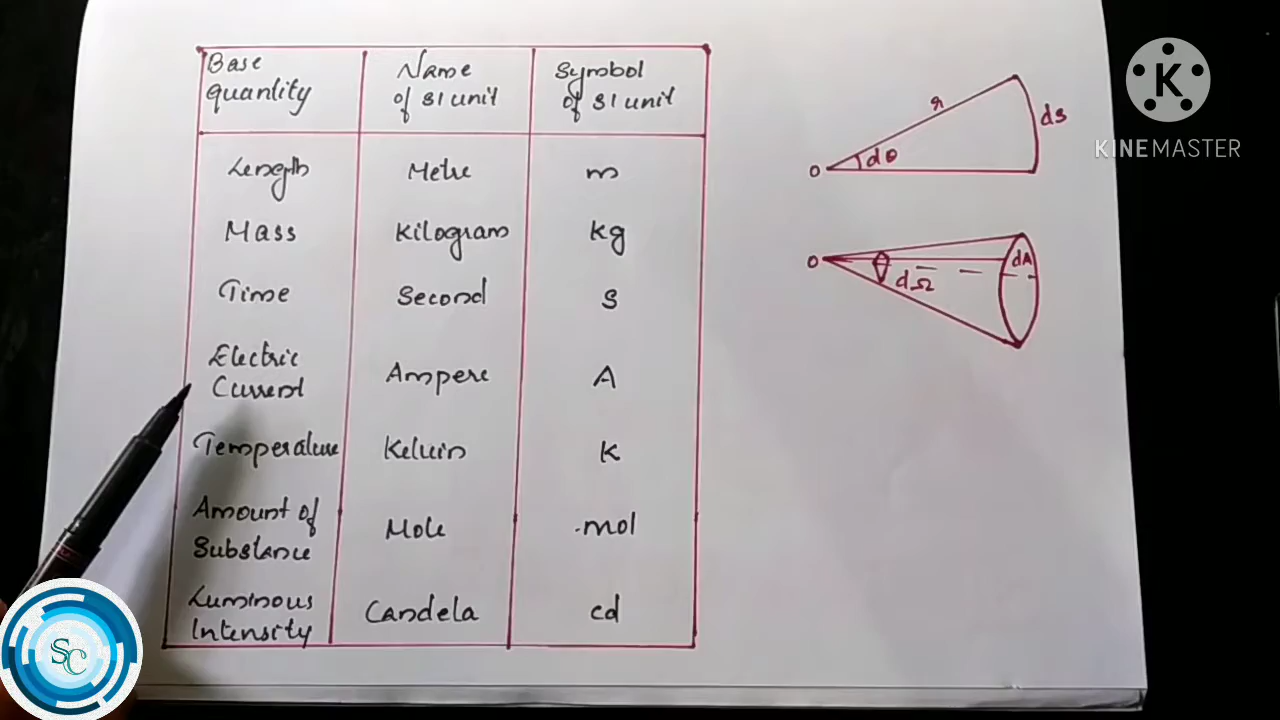 Base
quantity
Name
of SI unit
Symbol
of SI unit
Length
Metre
m
Mass
Kilogram
kg
Time
Second
s
Electric
Current
Ampere
A
Temperature
Kelvin
K
Amount of
Substance
Mole
mol
Luminous
Intensity
Candela
cd
r
ds
dθ
O
O
dA
dΩ
K
KINEMASTER
SC